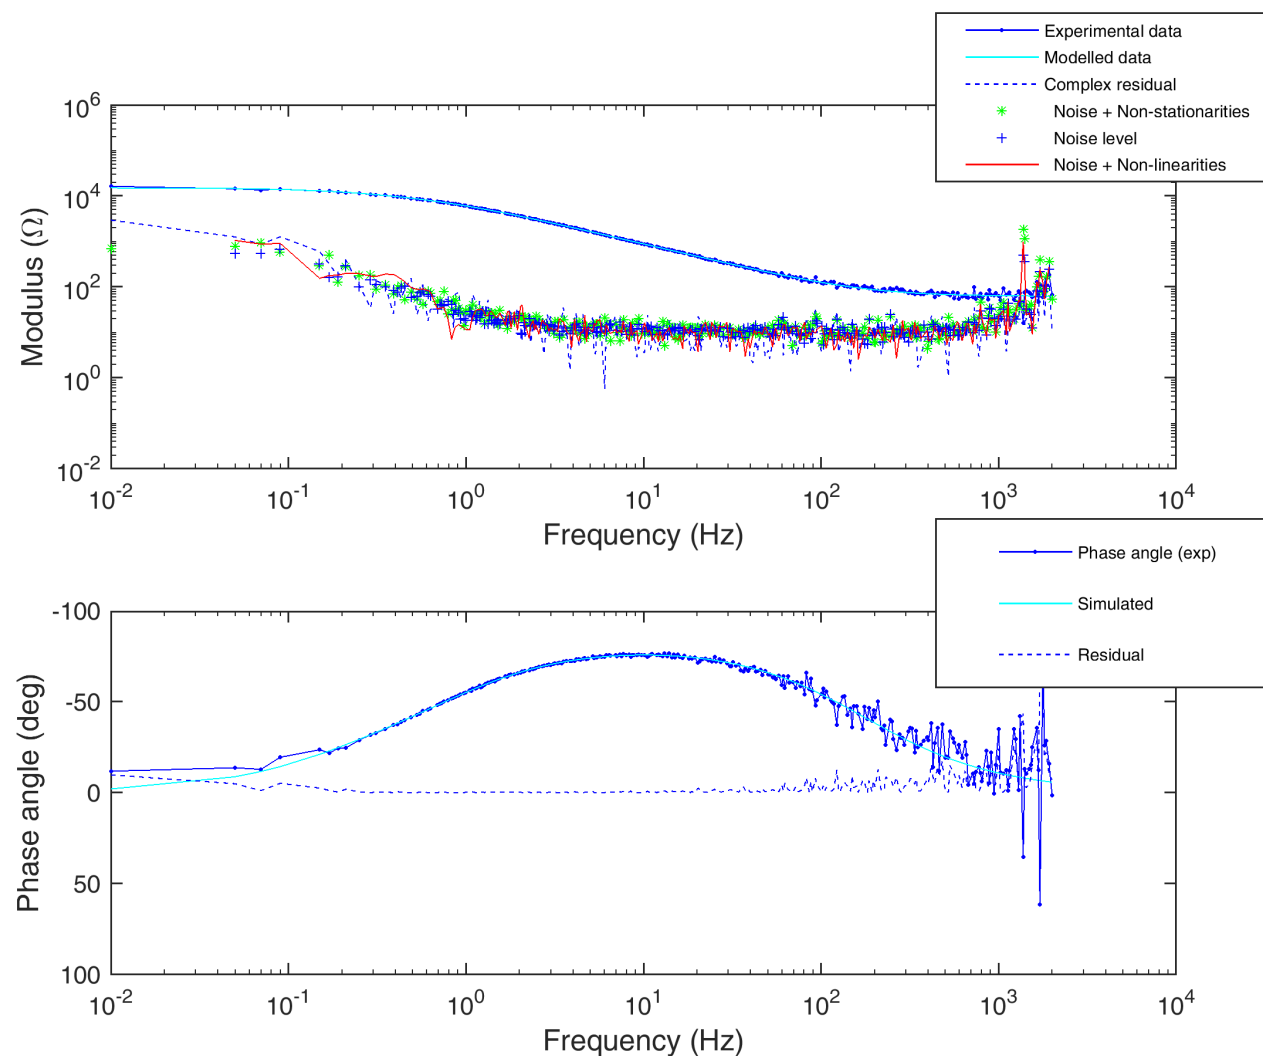 Experimental data
Modelled data
Complex residual
Noise + Non-stationarities
Noise level
Noise + Non-linearities
10^6
10^4
10^2
10^0
10^-2
Modulus (Ω)
10^-2 10^-1 10^0 10^1 10^2 10^3 10^4
Frequency (Hz)
Phase angle (exp)
Simulated
Residual
-100
-50
0
50
100
Phase angle (deg)
10^-2 10^-1 10^0 10^1 10^2 10^3 10^4
Frequency (Hz)